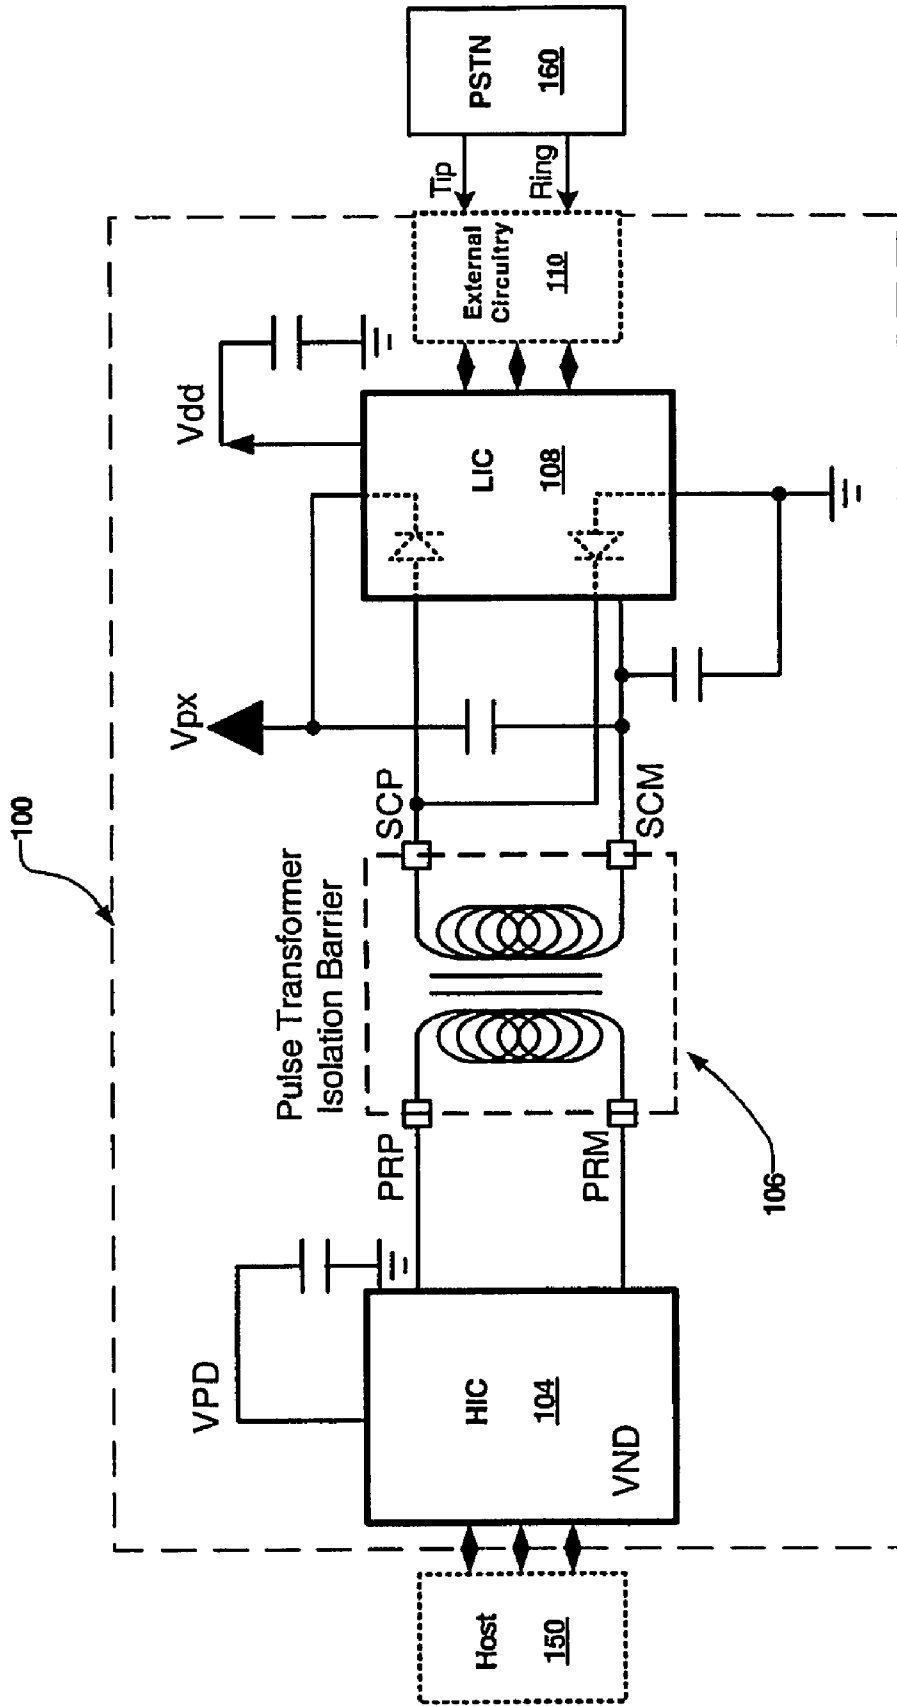 100
Pulse Transformer
Isolation Barrier
VPD
Vpx
Vdd
Host
150
HIC
104
VND
PRP
PRM
SCP
SCM
106
LIC
108
External
Circuitry
110
Tip
Ring
PSTN
160